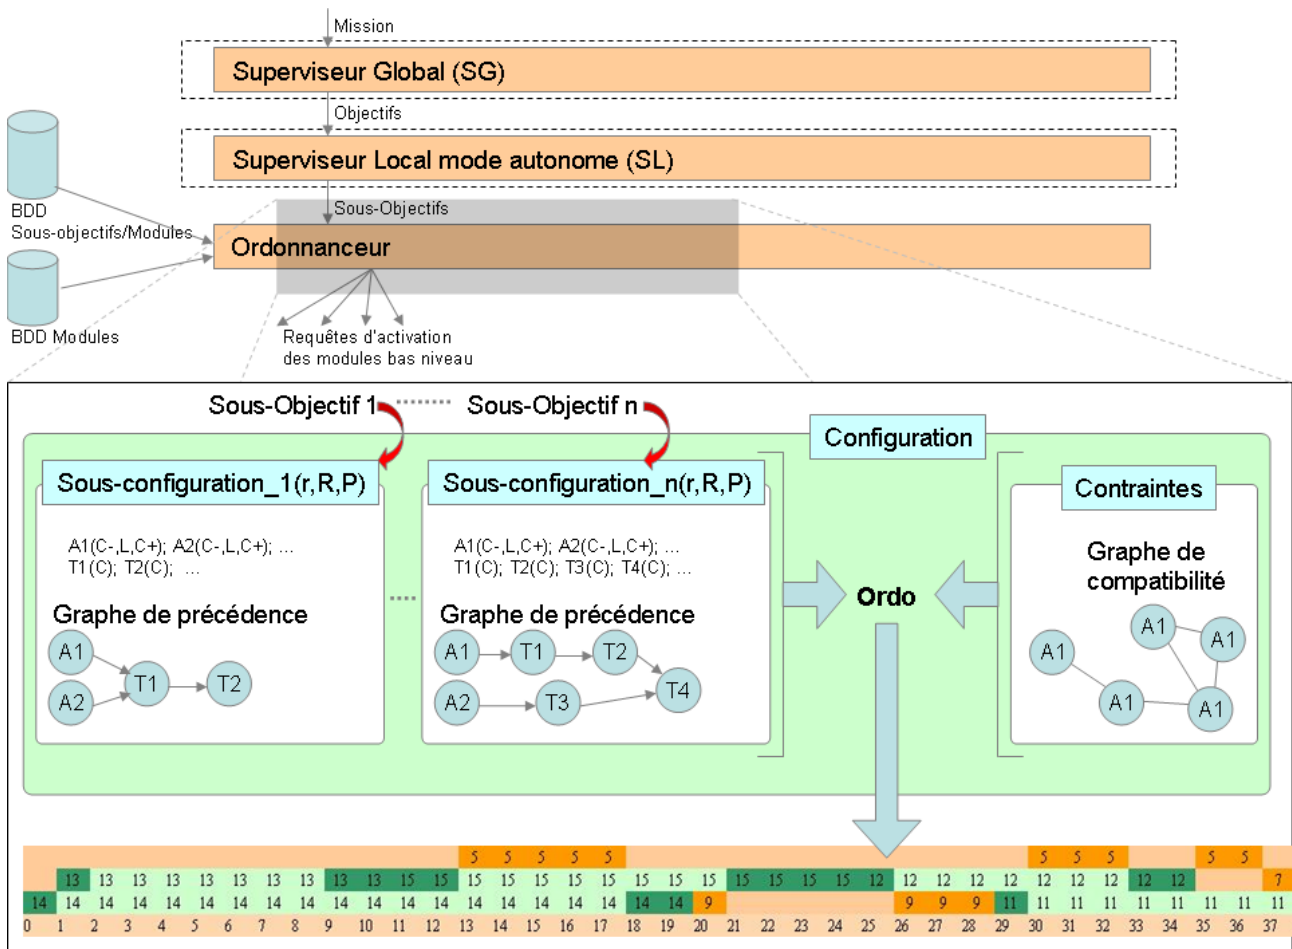 Mission
Superviseur Global (SG)
Objectifs
Superviseur Local mode autonome (SL)
Sous-Objectifs
BDD
Sous-objectifs/Modules
Ordonnanceur
BDD Modules
Requêtes d'activation
des modules bas niveau
Sous-Objectif 1 ........ Sous-Objectif n
Configuration
Sous-configuration_1(r,R,P)
A1(C-,L,C+); A2(C-,L,C+); ...
T1(C); T2(C); ...
Graphe de précédence
A1
T1
T2
A2
....
Sous-configuration_n(r,R,P)
A1(C-,L,C+); A2(C-,L,C+); ...
T1(C); T2(C); T3(C); T4(C); ...
Graphe de précédence
A1
T1
T2
T4
A2
T3
Ordo
Contraintes
Graphe de
compatibilité
A1
A1
A1
A1
A1
5 5 5 5 5 5 5 5 5 5
13 13 13 13 13 13 13 13 13 13 15 15 15 15 15 15 15 15 15 15 15 15 15 15 12 12 12 12 12 12 12 12 12 12 7
14 14 14 14 14 14 14 14 14 14 14 14 14 14 14 14 14 14 14 14 9 9 9 9 11 11 11 11 11 11 11 11 11
0 1 2 3 4 5 6 7 8 9 10 11 12 13 14 15 16 17 18 19 20 21 22 23 24 25 26 27 28 29 30 31 32 33 34 35 36 37